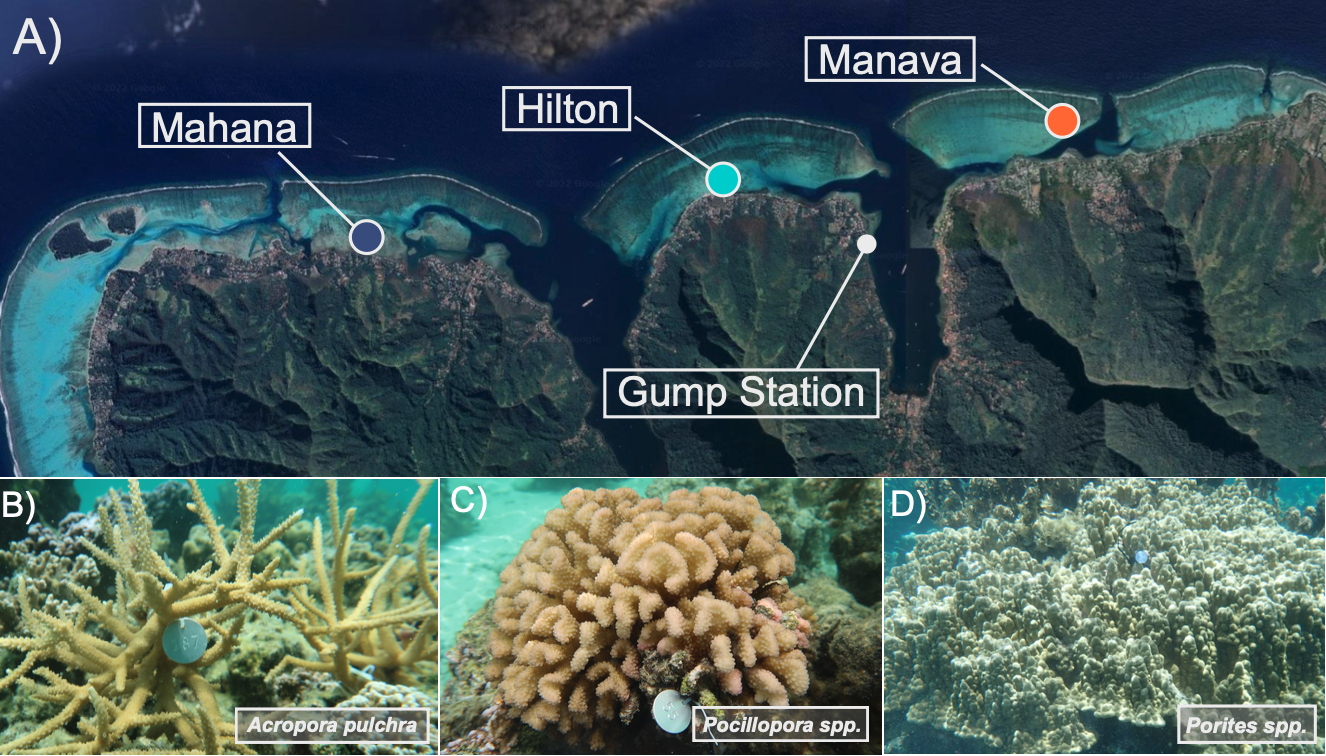 A)
Manava
Hilton
Mahana
Gump Station
B)
C)
D)
Acropora pulchra
Pocillopora spp.
Porites spp.